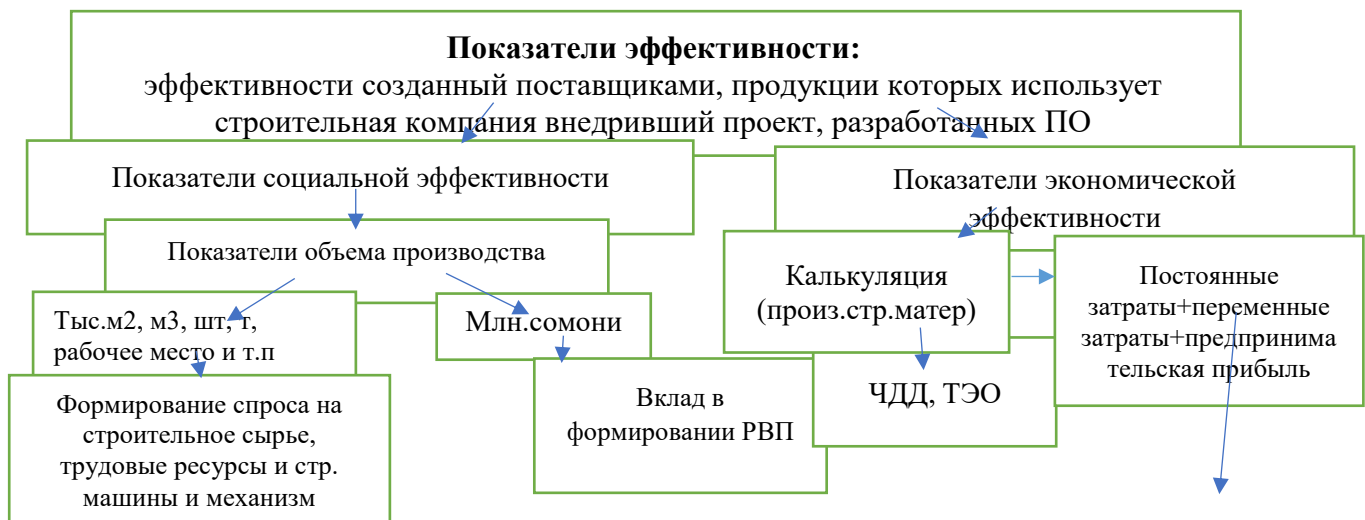 Показатели эффективности:
эффективности созданный поставщиками, продукции которых использует
строительная компания внедривший проект, разработанных ПО
Показатели социальной эффективности
Показатели экономической
эффективности
Показатели объема производства
Калькуляция
(произ.стр.матер)
Постоянные
затраты+переменные
затраты+предпринима
тельская прибыль
Тыс.м2, м3, шт, т,
рабочее место и т.п
Млн.сомони
Формирование спроса на
строительное сырье,
трудовые ресурсы и стр.
машины и механизм
Вклад в
формировании РВП
ЧДД, ТЭО